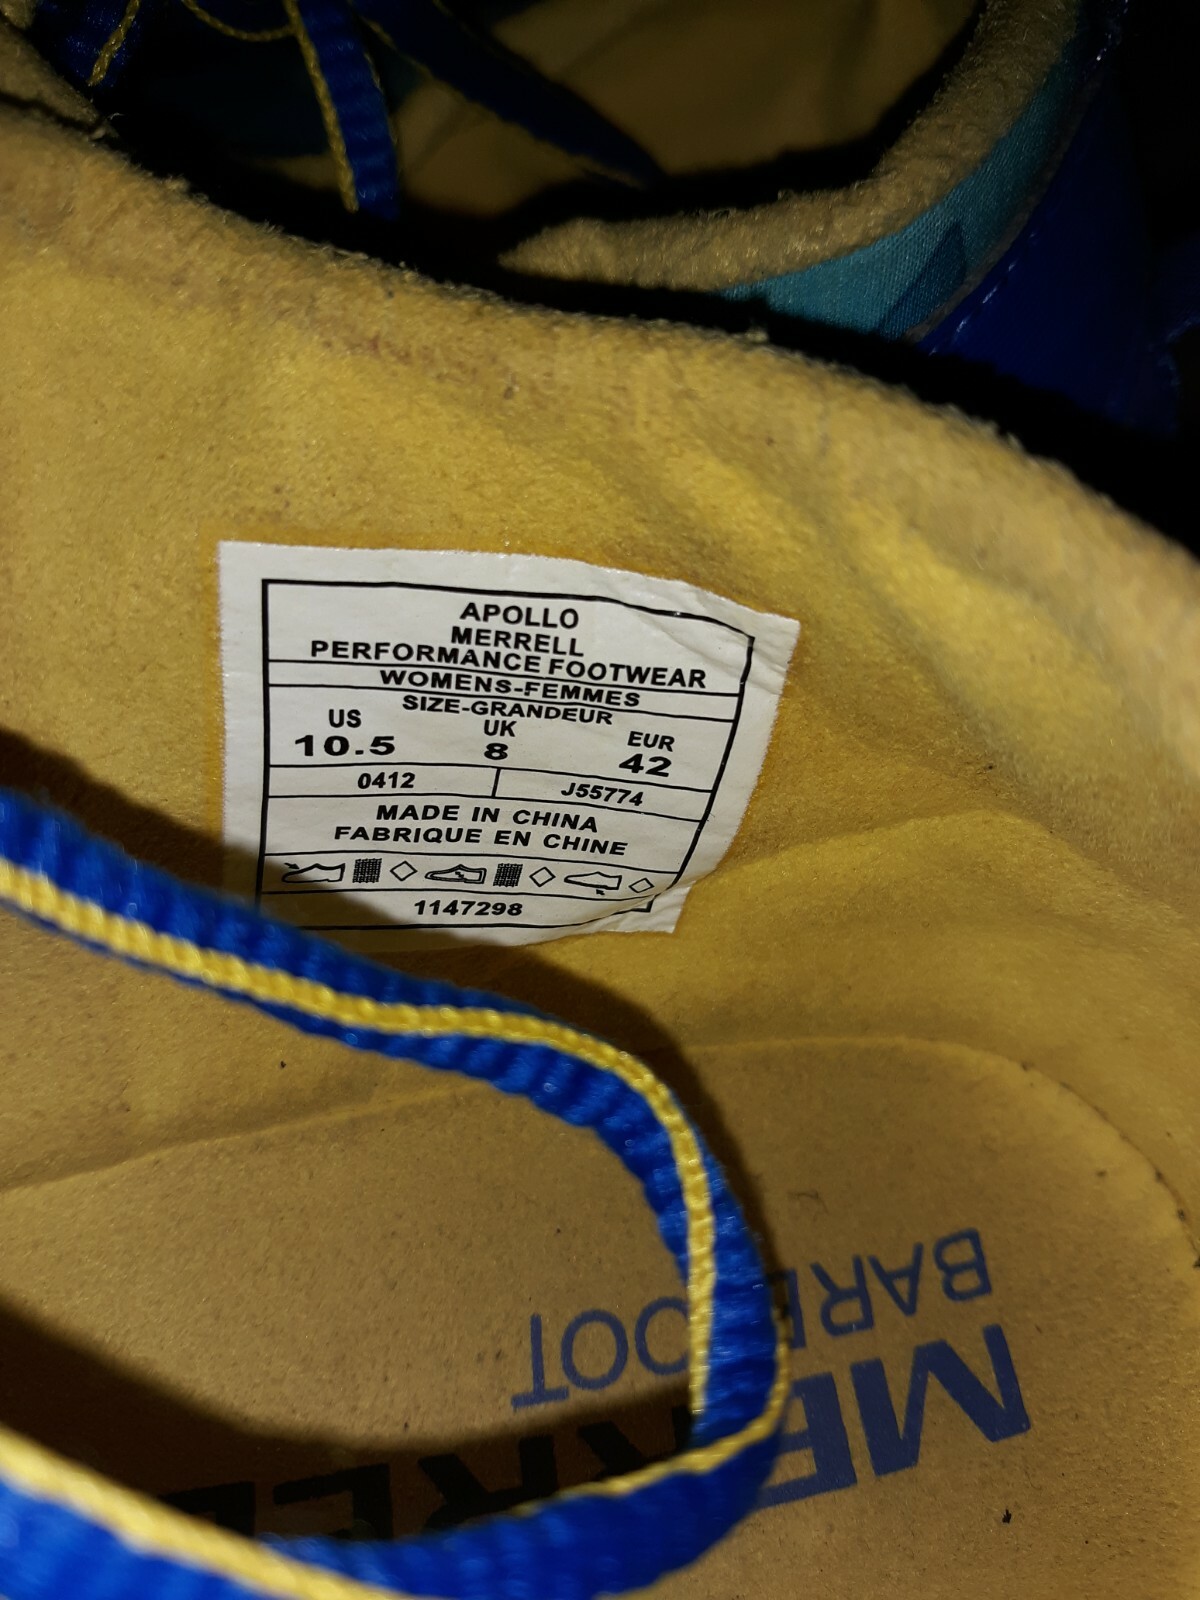 APOLLO
MERRELL
PERFORMANCE FOOTWEAR
WOMENS-FEMMES
SIZE-GRANDEUR
US UK EUR
10.5 8 42
0412 J55774
MADE IN CHINA
FABRIQUE EN CHINE
1147298